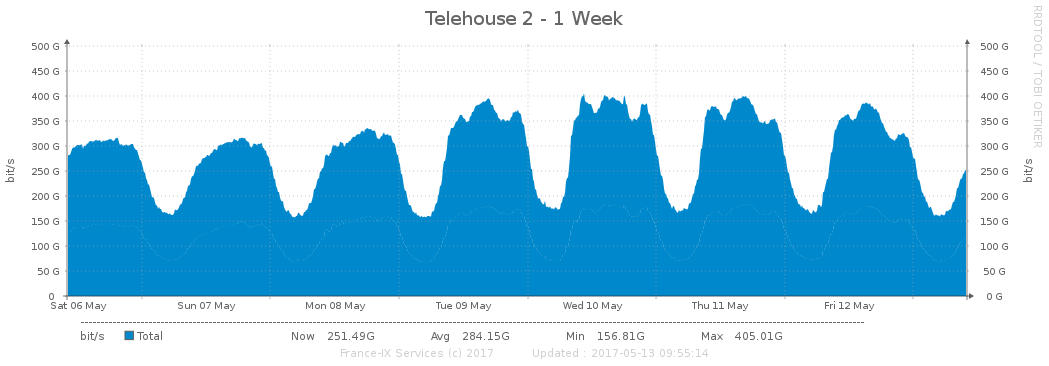 Telehouse 2 - 1 Week
RRDTOOL / TOBI OETIKER
bit/s
500 G 500 G
450 G 450 G
400 G 400 G
350 G 350 G
300 G 300 G
250 G 250 G
200 G 200 G
150 G 150 G
100 G 100 G
50 G 50 G
0 0 G
bit/s
Sat 06 May Sun 07 May Mon 08 May Tue 09 May Wed 10 May Thu 11 May Fri 12 May
bit/s Total Now 251.49G Avg 284.15G Min 156.81G Max 405.01G
France-IX Services (c) 2017 Updated : 2017-05-13 09:55:14